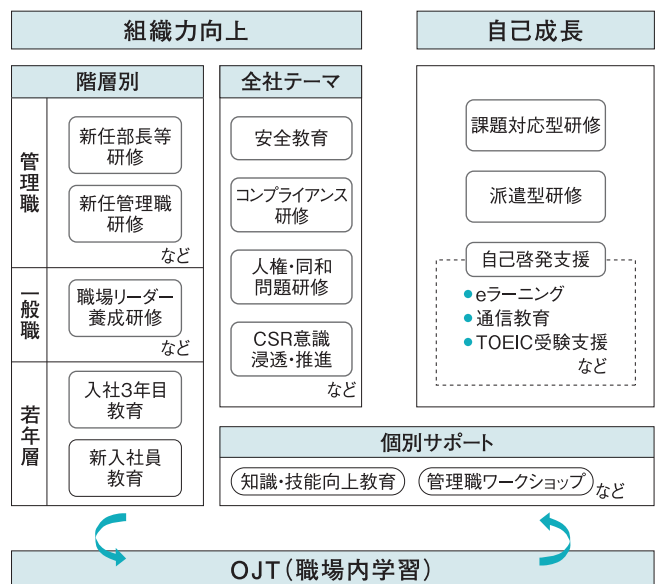 組織力向上
階層別
管理職
新任部長等
研修
新任管理職
研修
など
一般職
職場リーダー
養成研修
など
若年層
入社3年目
教育
新入社員
教育
全社テーマ
安全教育
コンプライアンス
研修
人権・同和
問題研修
CSR意識
浸透・推進
など
自己成長
課題対応型研修
派遣型研修
自己啓発支援
●eラーニング
●通信教育
●TOEIC受験支援
など
個別サポート
知識・技能向上教育
管理職ワークショップ
など
OJT(職場内学習)